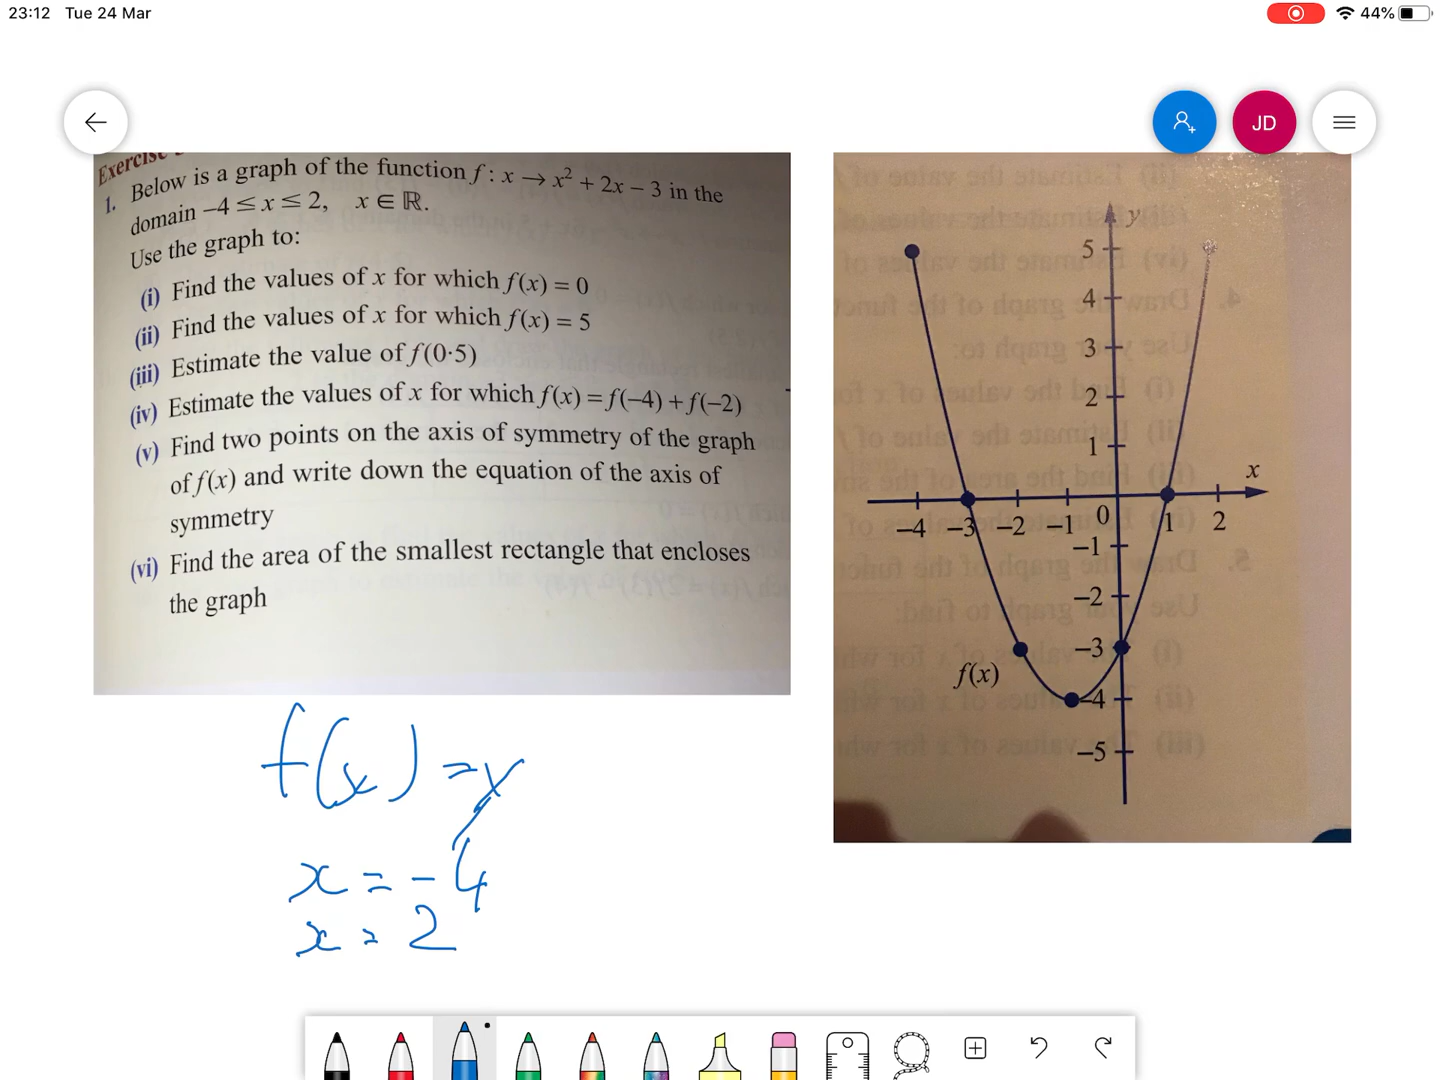 23:12 Tue 24 Mar
44%
JD
Exercise
1. Below is a graph of the function f : x → x² + 2x − 3 in the
domain −4 ≤ x ≤ 2, x ∈ ℝ.
Use the graph to:
(i) Find the values of x for which f(x) = 0
(ii) Find the values of x for which f(x) = 5
(iii) Estimate the value of f(0·5)
(iv) Estimate the values of x for which f(x) = f(−4) + f(−2)
(v) Find two points on the axis of symmetry of the graph
of f(x) and write down the equation of the axis of
symmetry
(vi) Find the area of the smallest rectangle that encloses
the graph
y
5
4
3
2
1
x
−4 −3 −2 −1 0 1 2
−1
−2
−3
f(x)
−4
−5
f(x) = y
x = −4
x = 2